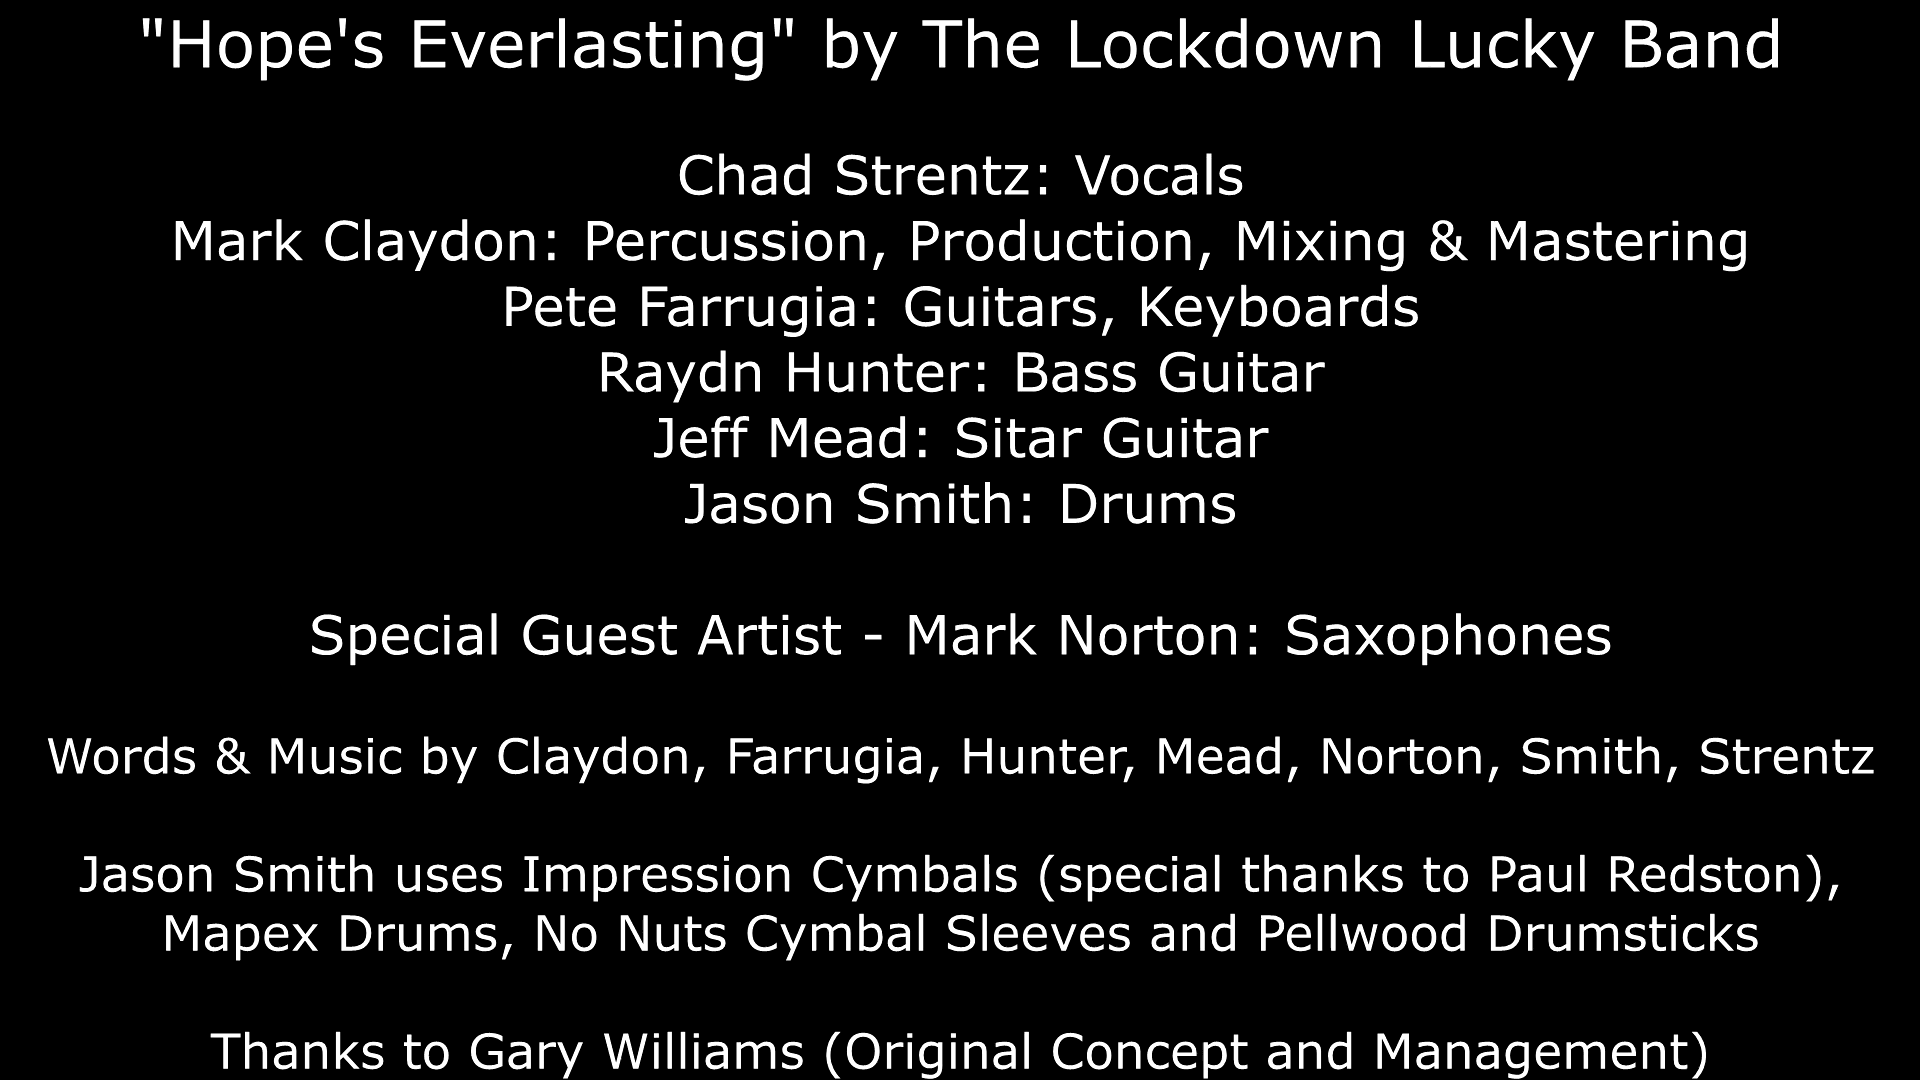 "Hope's Everlasting" by The Lockdown Lucky Band
Chad Strentz: Vocals
Mark Claydon: Percussion, Production, Mixing & Mastering
Pete Farrugia: Guitars, Keyboards
Raydn Hunter: Bass Guitar
Jeff Mead: Sitar Guitar
Jason Smith: Drums
Special Guest Artist - Mark Norton: Saxophones
Words & Music by Claydon, Farrugia, Hunter, Mead, Norton, Smith, Strentz
Jason Smith uses Impression Cymbals (special thanks to Paul Redston),
Mapex Drums, No Nuts Cymbal Sleeves and Pellwood Drumsticks
Thanks to Gary Williams (Original Concept and Management)